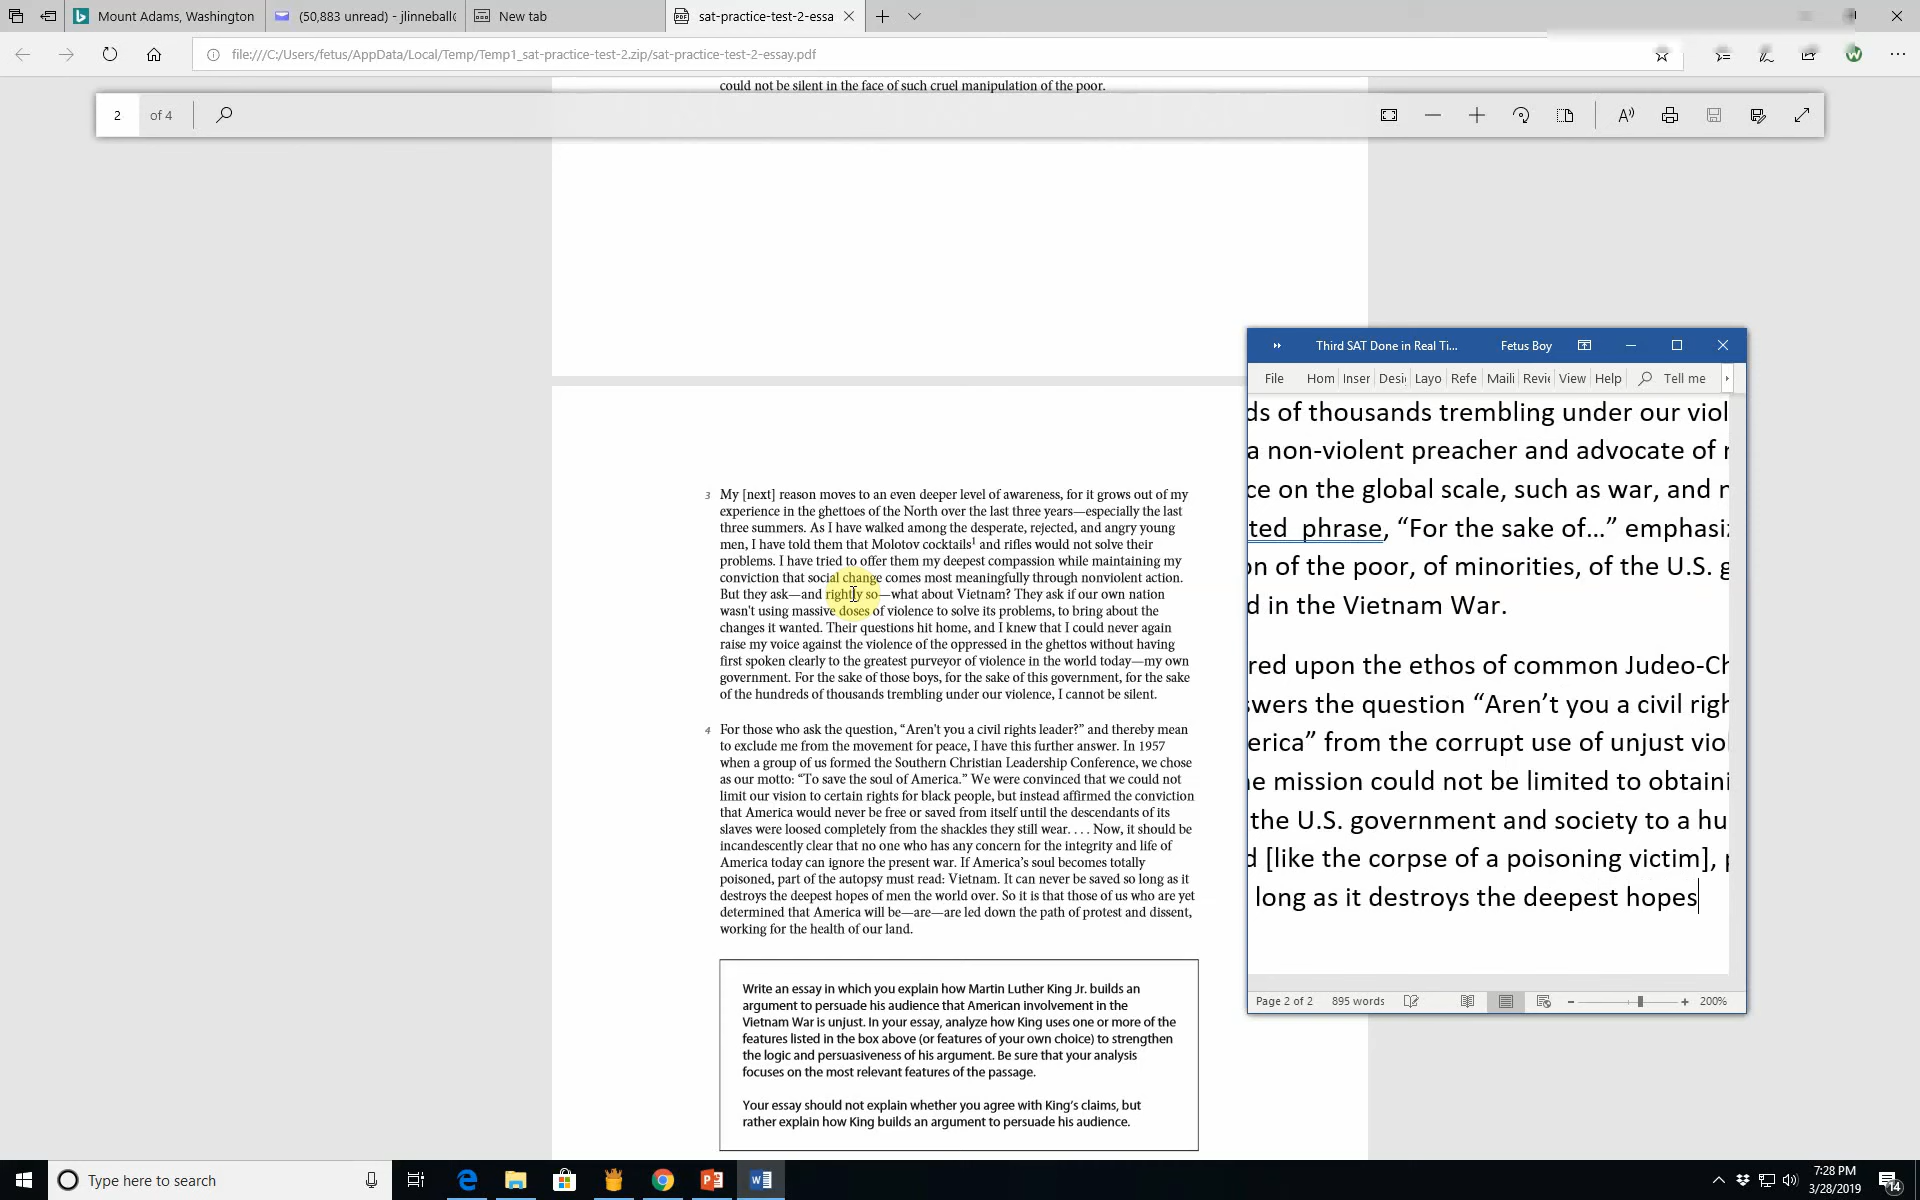 Mount Adams, Washington
(50,883 unread) - jlinneball
New tab
sat-practice-test-2-essa
file:///C:/Users/fetus/AppData/Local/Temp/Temp1_sat-practice-test-2.zip/sat-practice-test-2-essay.pdf
could not be silent in the face of such cruel manipulation of the poor.
2 of 4
3 My [next] reason moves to an even deeper level of awareness, for it grows out of my
experience in the ghettoes of the North over the last three years—especially the last
three summers. As I have walked among the desperate, rejected, and angry young
men, I have told them that Molotov cocktails1 and rifles would not solve their
problems. I have tried to offer them my deepest compassion while maintaining my
conviction that social change comes most meaningfully through nonviolent action.
But they ask—and rightly so—what about Vietnam? They ask if our own nation
wasn't using massive doses of violence to solve its problems, to bring about the
changes it wanted. Their questions hit home, and I knew that I could never again
raise my voice against the violence of the oppressed in the ghettos without having
first spoken clearly to the greatest purveyor of violence in the world today—my own
government. For the sake of those boys, for the sake of this government, for the sake
of the hundreds of thousands trembling under our violence, I cannot be silent.
4 For those who ask the question, “Aren't you a civil rights leader?” and thereby mean
to exclude me from the movement for peace, I have this further answer. In 1957
when a group of us formed the Southern Christian Leadership Conference, we chose
as our motto: “To save the soul of America.” We were convinced that we could not
limit our vision to certain rights for black people, but instead affirmed the conviction
that America would never be free or saved from itself until the descendants of its
slaves were loosed completely from the shackles they still wear. . . . Now, it should be
incandescently clear that no one who has any concern for the integrity and life of
America today can ignore the present war. If America’s soul becomes totally
poisoned, part of the autopsy must read: Vietnam. It can never be saved so long as it
destroys the deepest hopes of men the world over. So it is that those of us who are yet
determined that America will be—are—are led down the path of protest and dissent,
working for the health of our land.
Write an essay in which you explain how Martin Luther King Jr. builds an
argument to persuade his audience that American involvement in the
Vietnam War is unjust. In your essay, analyze how King uses one or more of the
features listed in the box above (or features of your own choice) to strengthen
the logic and persuasiveness of his argument. Be sure that your analysis
focuses on the most relevant features of the passage.
Your essay should not explain whether you agree with King’s claims, but
rather explain how King builds an argument to persuade his audience.
Third SAT Done in Real Ti... Fetus Boy
File Hom Inser Desi Layo Refe Maili Revie View Help Tell me
ds of thousands trembling under our viol
a non-violent preacher and advocate of
ce on the global scale, such as war, and
ted phrase, “For the sake of…” emphasi
on of the poor, of minorities, of the U.S. g
d in the Vietnam War.
red upon the ethos of common Judeo-Ch
swers the question “Aren’t you a civil righ
erica” from the corrupt use of unjust vio
e mission could not be limited to obtaini
the U.S. government and society to a hu
d [like the corpse of a poisoning victim],
long as it destroys the deepest hopes
Page 2 of 2 895 words 200%
Type here to search
7:28 PM
3/28/2019
14